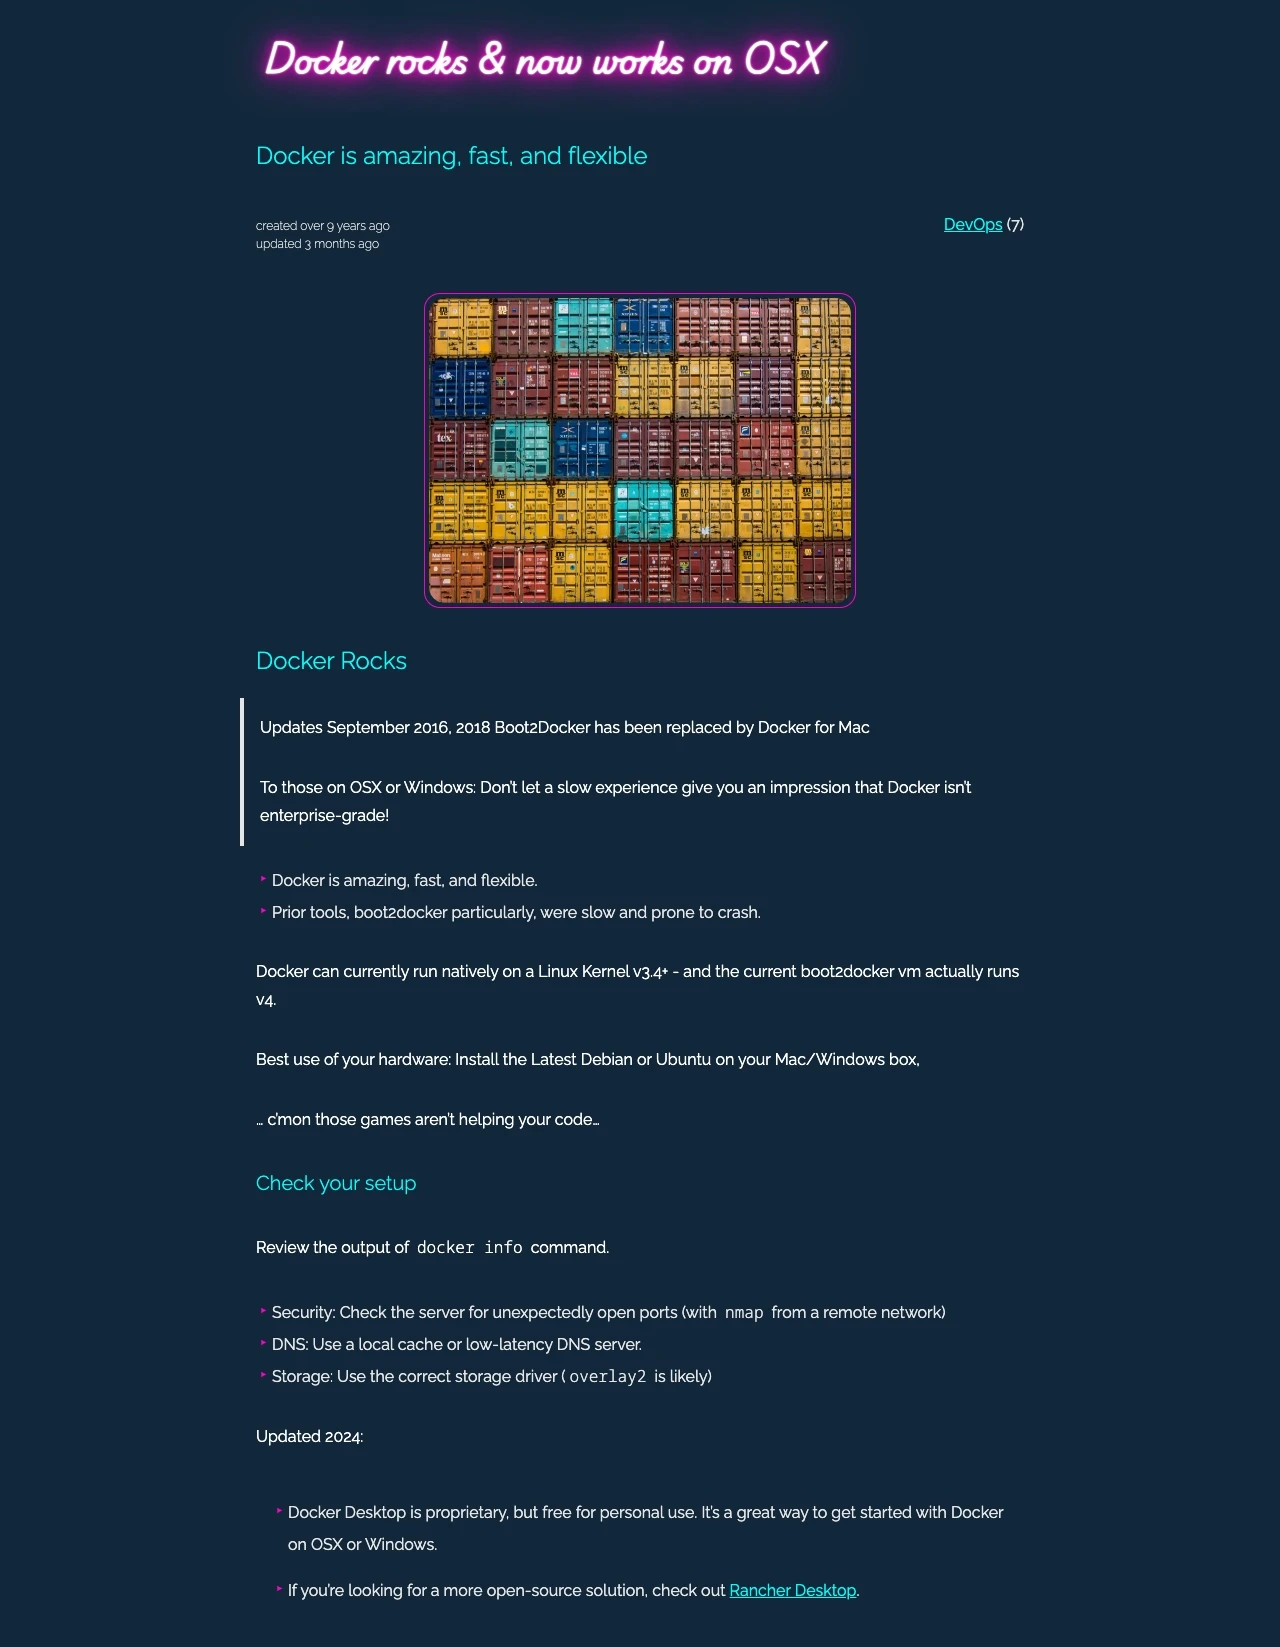 Docker rocks & now works on OSX
Docker is amazing, fast, and flexible
created over 9 years ago
updated 3 months ago
DevOps (7)
tex
Docker Rocks
Updates September 2016, 2018 Boot2Docker has been replaced by Docker for Mac
To those on OSX or Windows: Don’t let a slow experience give you an impression that Docker isn’t
enterprise-grade!
‣ Docker is amazing, fast, and flexible.
‣ Prior tools, boot2docker particularly, were slow and prone to crash.
Docker can currently run natively on a Linux Kernel v3.4+ - and the current boot2docker vm actually runs
v4.
Best use of your hardware: Install the Latest Debian or Ubuntu on your Mac/Windows box,
… c’mon those games aren’t helping your code…
Check your setup
Review the output of docker info command.
‣ Security: Check the server for unexpectedly open ports (with nmap from a remote network)
‣ DNS: Use a local cache or low-latency DNS server.
‣ Storage: Use the correct storage driver ( overlay2 is likely)
Updated 2024:
‣ Docker Desktop is proprietary, but free for personal use. It’s a great way to get started with Docker
on OSX or Windows.
‣ If you’re looking for a more open-source solution, check out Rancher Desktop.